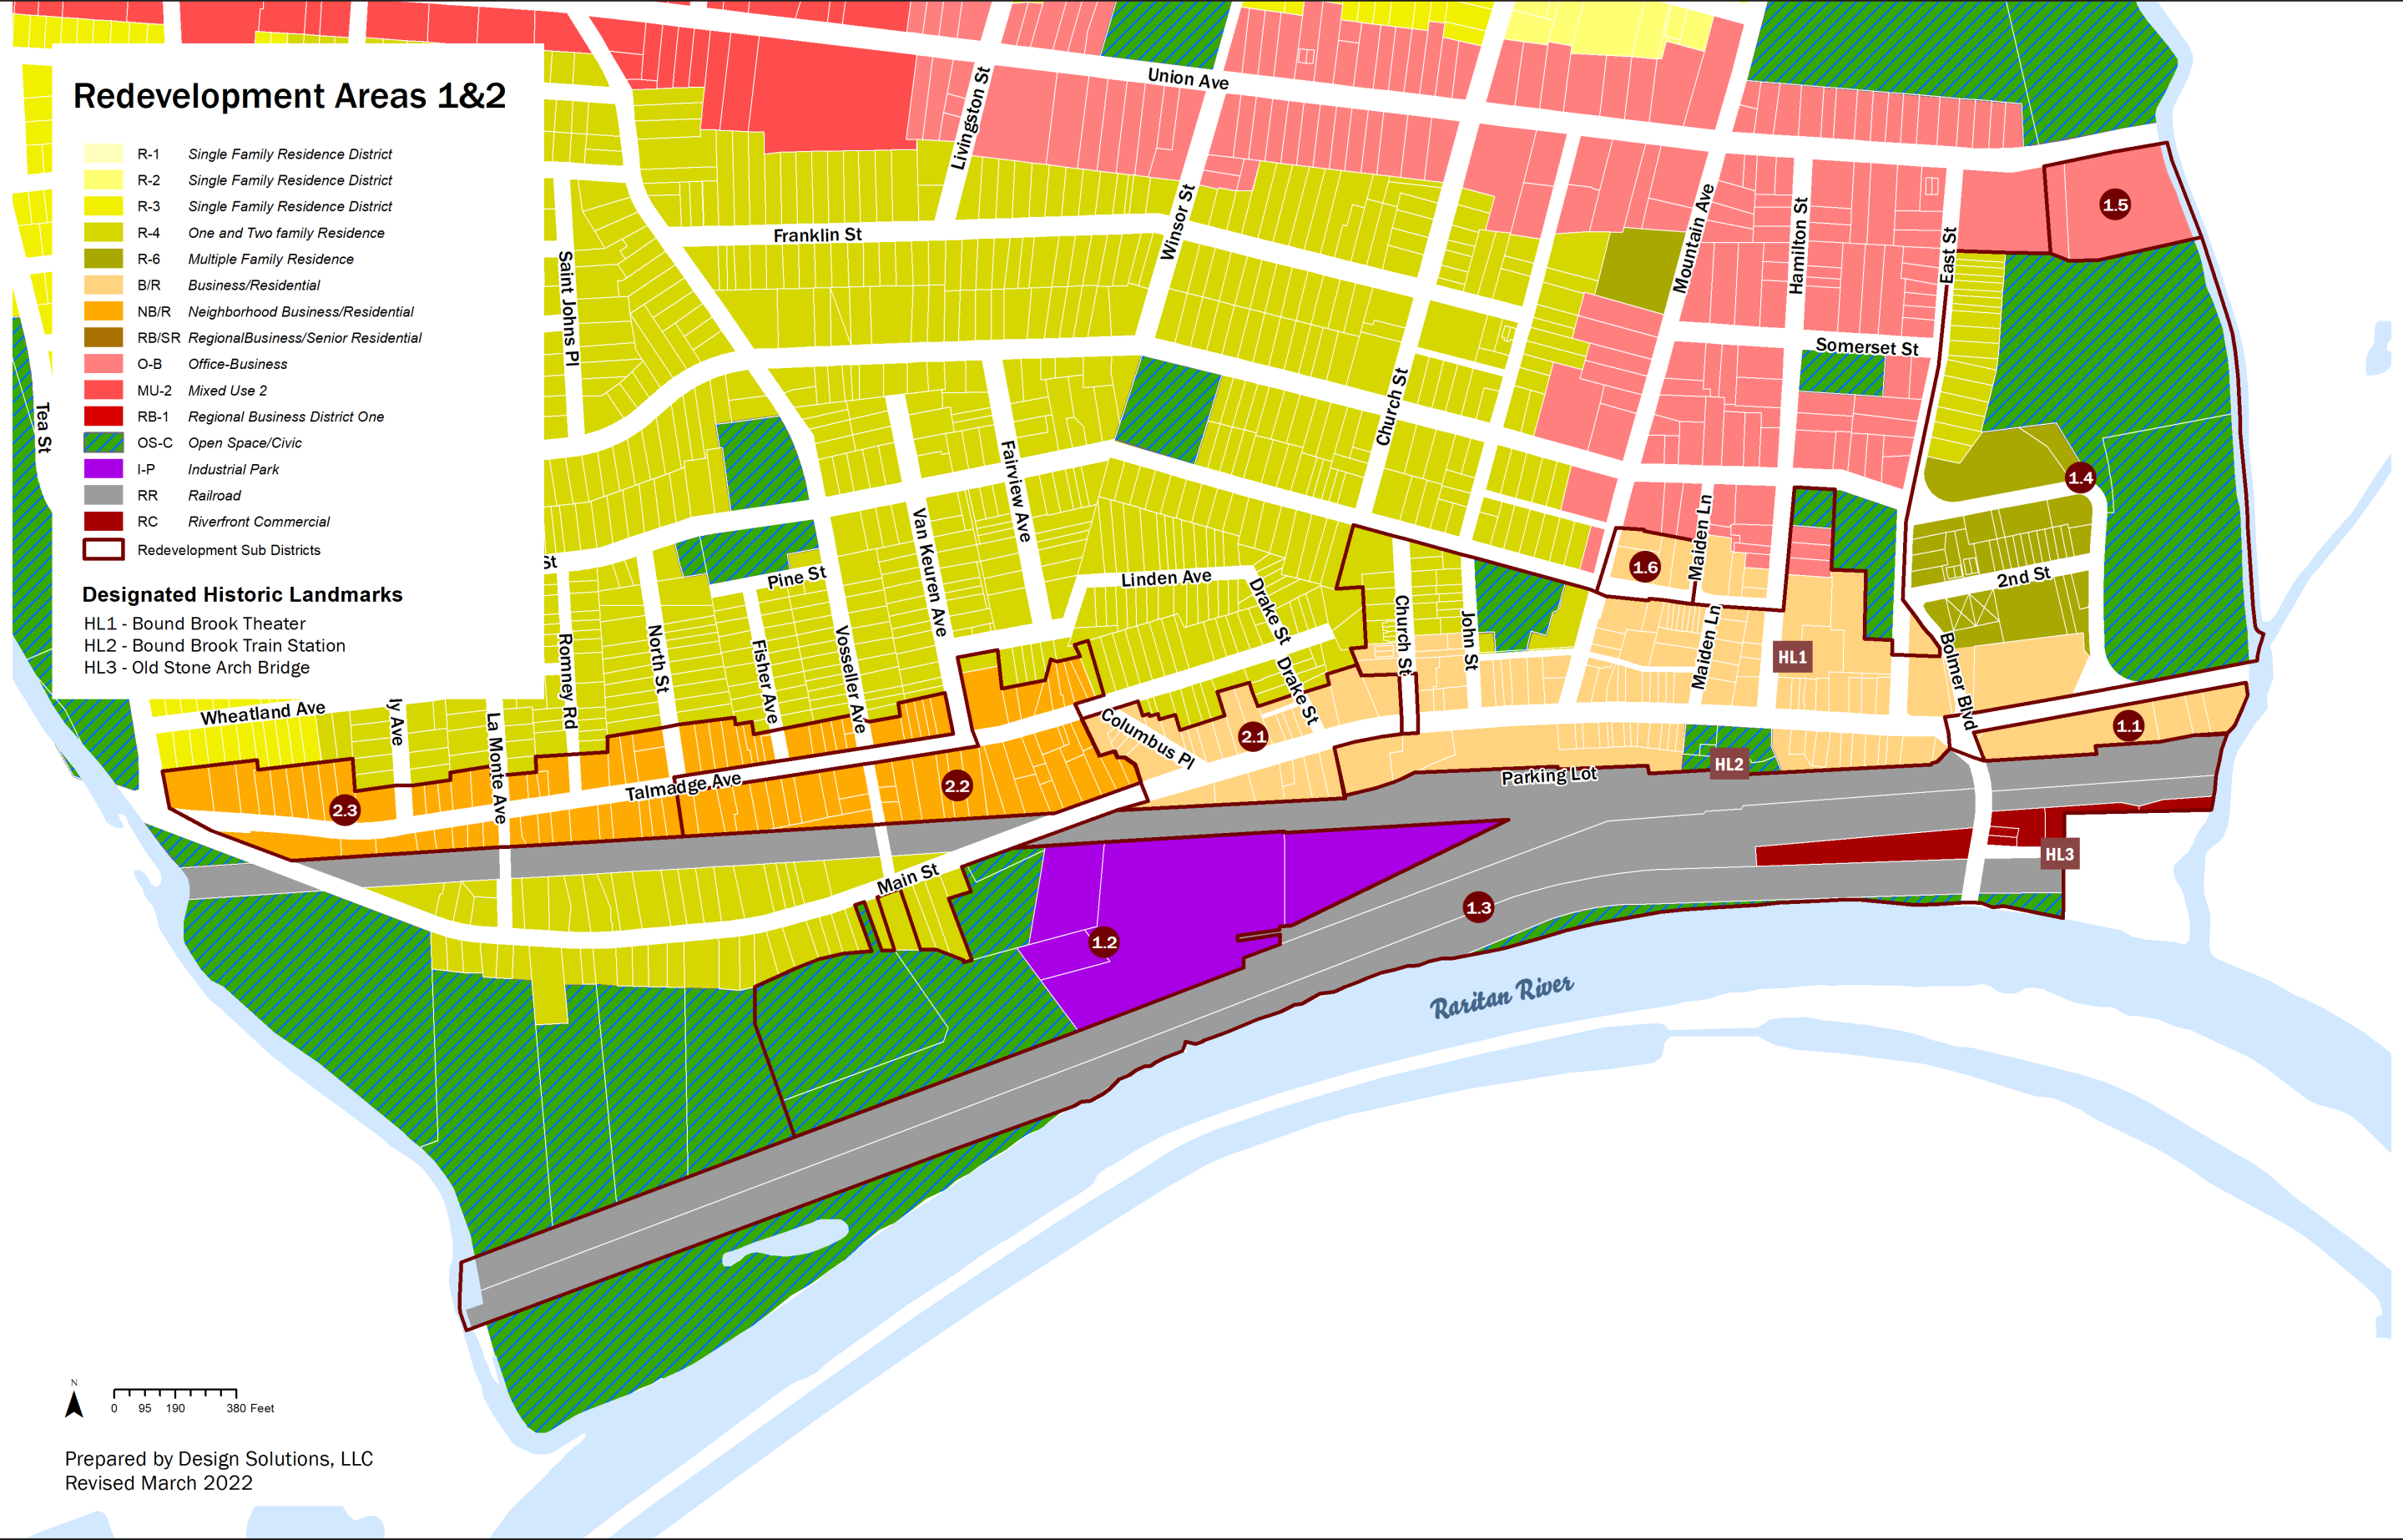 Redevelopment Areas 1&2
R-1 Single Family Residence District
R-2 Single Family Residence District
R-3 Single Family Residence District
R-4 One and Two family Residence
R-6 Multiple Family Residence
B/R Business/Residential
NB/R Neighborhood Business/Residential
RB/SR RegionalBusiness/Senior Residential
O-B Office-Business
MU-2 Mixed Use 2
RB-1 Regional Business District One
OS-C Open Space/Civic
I-P Industrial Park
RR Railroad
RC Riverfront Commercial
Redevelopment Sub Districts
Designated Historic Landmarks
HL1 - Bound Brook Theater
HL2 - Bound Brook Train Station
HL3 - Old Stone Arch Bridge
Union Ave
Livingston St
Winsor St
Franklin St
Mountain Ave
Hamilton St
East St
1.5
Saint Johns Pl
Somerset St
Tea St
Church St
Fairview Ave
1.4
Van Keuren Ave
Maiden Ln
St
Pine St
Linden Ave
Drake St
1.6
2nd St
Romney Rd
North St
Fisher Ave
Vosseller Ave
Drake St
Church St
John St
Maiden Ln
HL1
Bolmer Blvd
Wheatland Ave
ly Ave
La Monte Ave
Columbus Pl
2.1
1.1
HL2
Parking Lot
Talmadge Ave
2.2
2.3
Main St
HL3
1.3
1.2
Raritan River
N
0 95 190 380 Feet
Prepared by Design Solutions, LLC
Revised March 2022